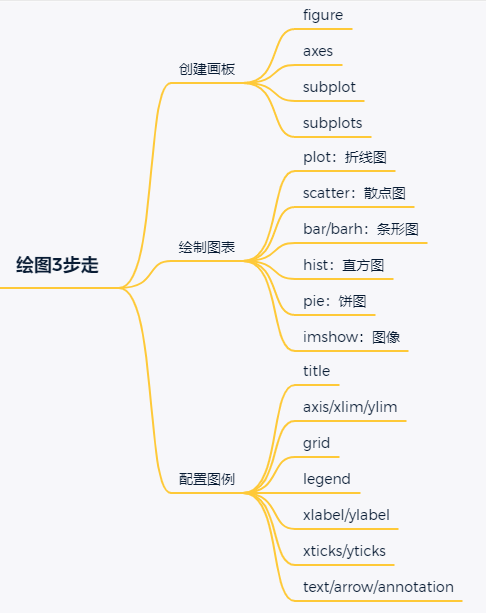 绘图3步走
创建画板
figure
axes
subplot
subplots
绘制图表
plot：折线图
scatter：散点图
bar/barh：条形图
hist：直方图
pie：饼图
imshow：图像
配置图例
title
axis/xlim/ylim
grid
legend
xlabel/ylabel
xticks/yticks
text/arrow/annotation